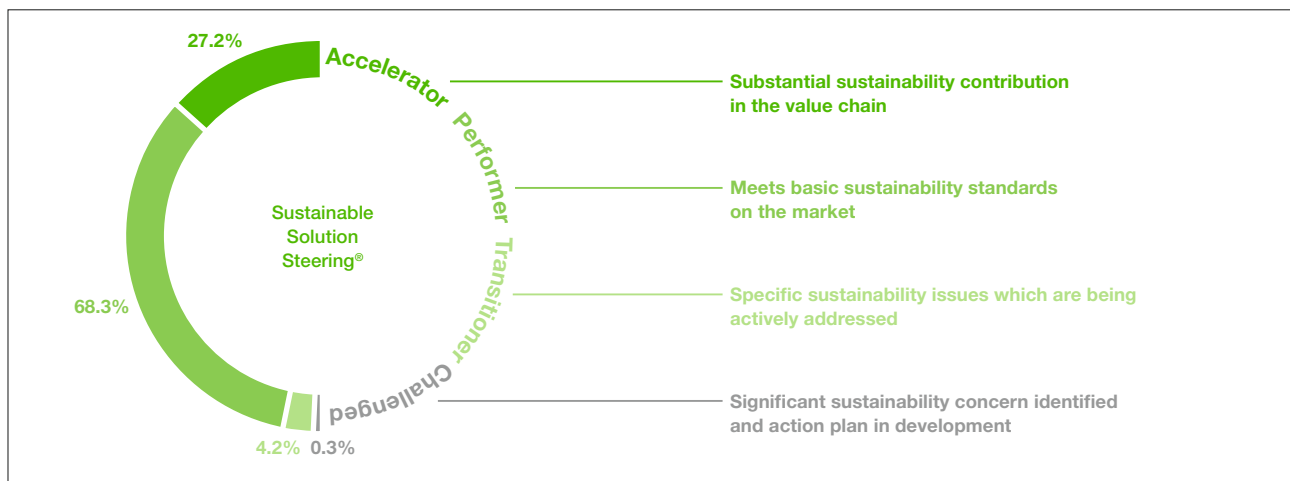 27.2%
Accelerator
Substantial sustainability contribution
in the value chain
Performer
Meets basic sustainability standards
on the market
Sustainable
Solution
Steering®
Transitioner
68.3%
Specific sustainability issues which are being
actively addressed
Challenged
Significant sustainability concern identified
and action plan in development
4.2%
0.3%